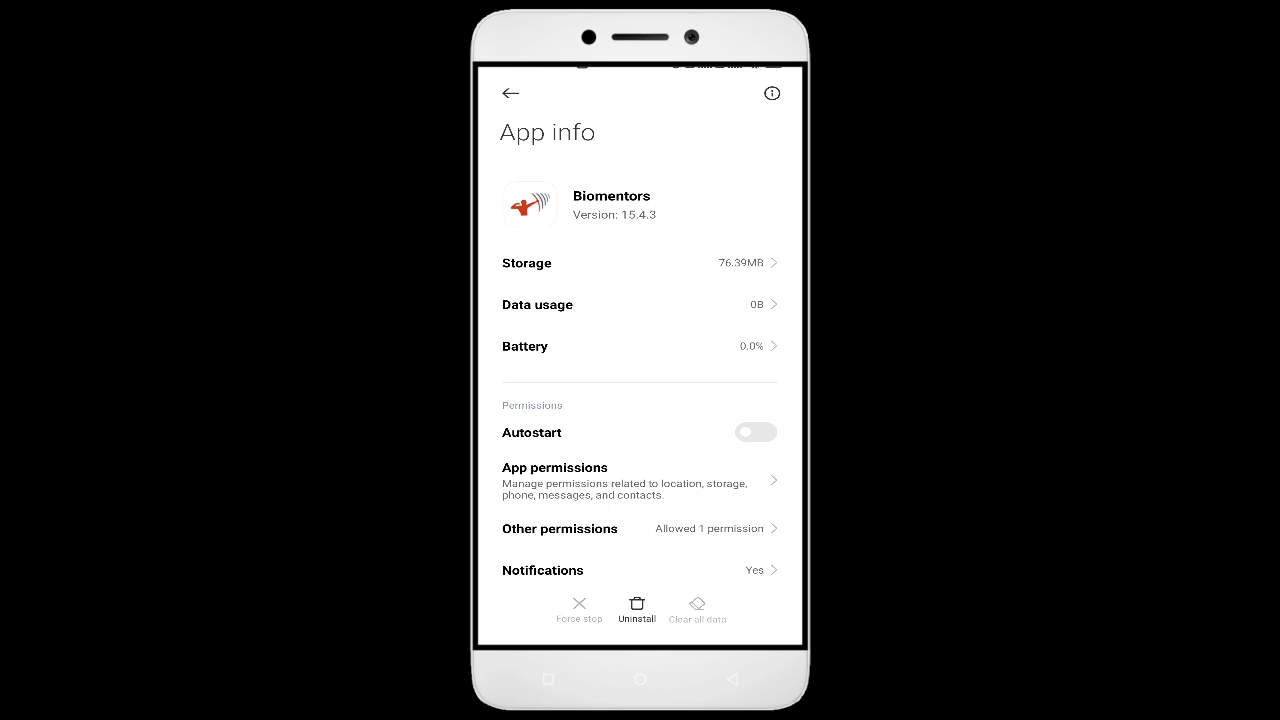 App info
Biomentors
Version: 15.4.3
Storage 76.39MB
Data usage 0B
Battery 0.0%
Permissions
Autostart
App permissions
Manage permissions related to location, storage,
phone, messages, and contacts.
Other permissions Allowed 1 permission
Notifications Yes
Force stop Uninstall Clear all data